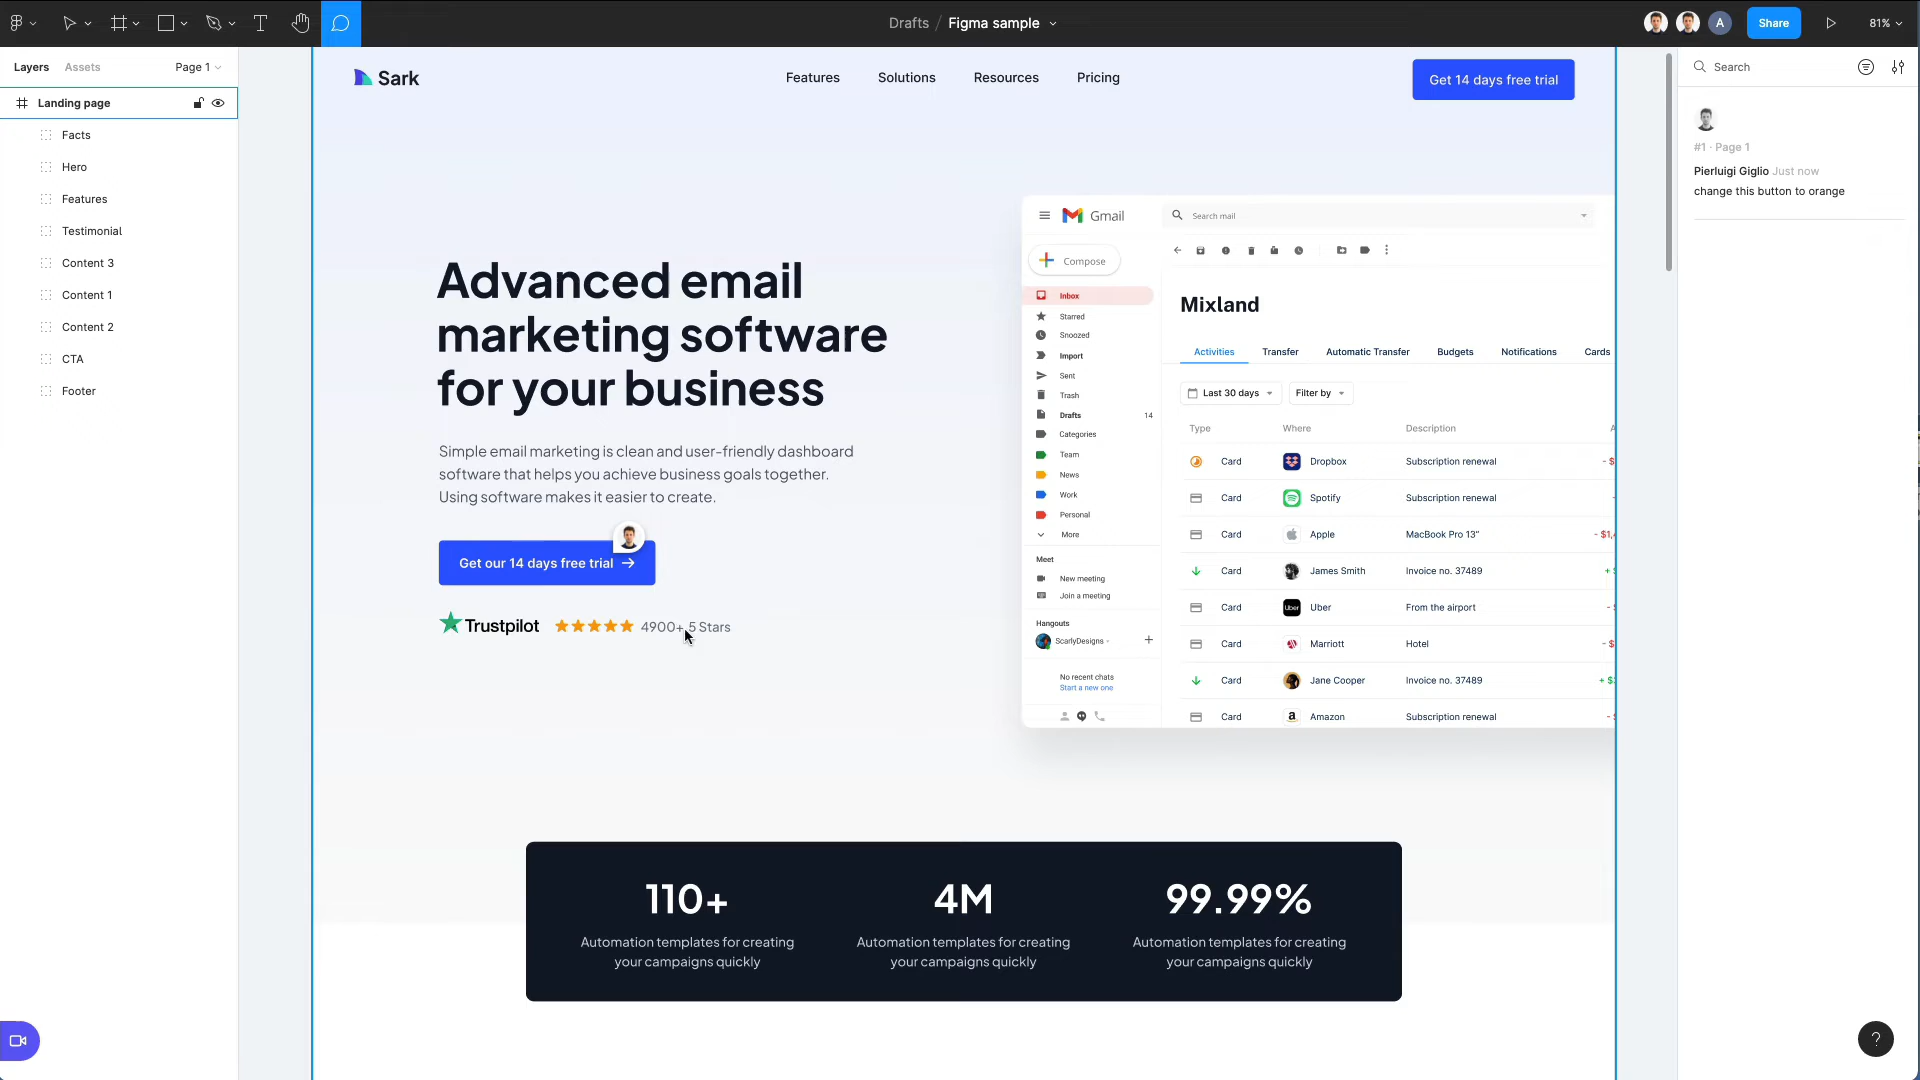 Drafts / Figma sample
A
Share
81%
Layers
Assets
Page 1
Landing page
Facts
Hero
Features
Testimonial
Content 3
Content 1
Content 2
CTA
Footer
Sark
Features
Solutions
Resources
Pricing
Get 14 days free trial
Advanced email
marketing software
for your business
Simple email marketing is clean and user-friendly dashboard
software that helps you achieve business goals together.
Using software makes it easier to create.
Get our 14 days free trial →
Trustpilot
4900+ 5 Stars
Gmail
Search mail
Compose
Inbox
Starred
Snoozed
Import
Sent
Trash
Drafts 14
Categories
Team
News
Work
Personal
More
Meet
New meeting
Join a meeting
Hangouts
ScarlyDesigns
No recent chats
Start a new one
Mixland
Activities
Transfer
Automatic Transfer
Budgets
Notifications
Cards
Last 30 days
Filter by
Type Where Description A
Card Dropbox Subscription renewal - $
Card Spotify Subscription renewal -
Card Apple MacBook Pro 13" - $1,
Card James Smith Invoice no. 37489 + $
Card Uber Uber From the airport - $
Card Marriott Hotel - $
Card Jane Cooper Invoice no. 37489 + $
Card a Amazon Subscription renewal - $
110+
Automation templates for creating
your campaigns quickly
4M
Automation templates for creating
your campaigns quickly
99.99%
Automation templates for creating
your campaigns quickly
Search
#1 · Page 1
Pierluigi Giglio Just now
change this button to orange
?